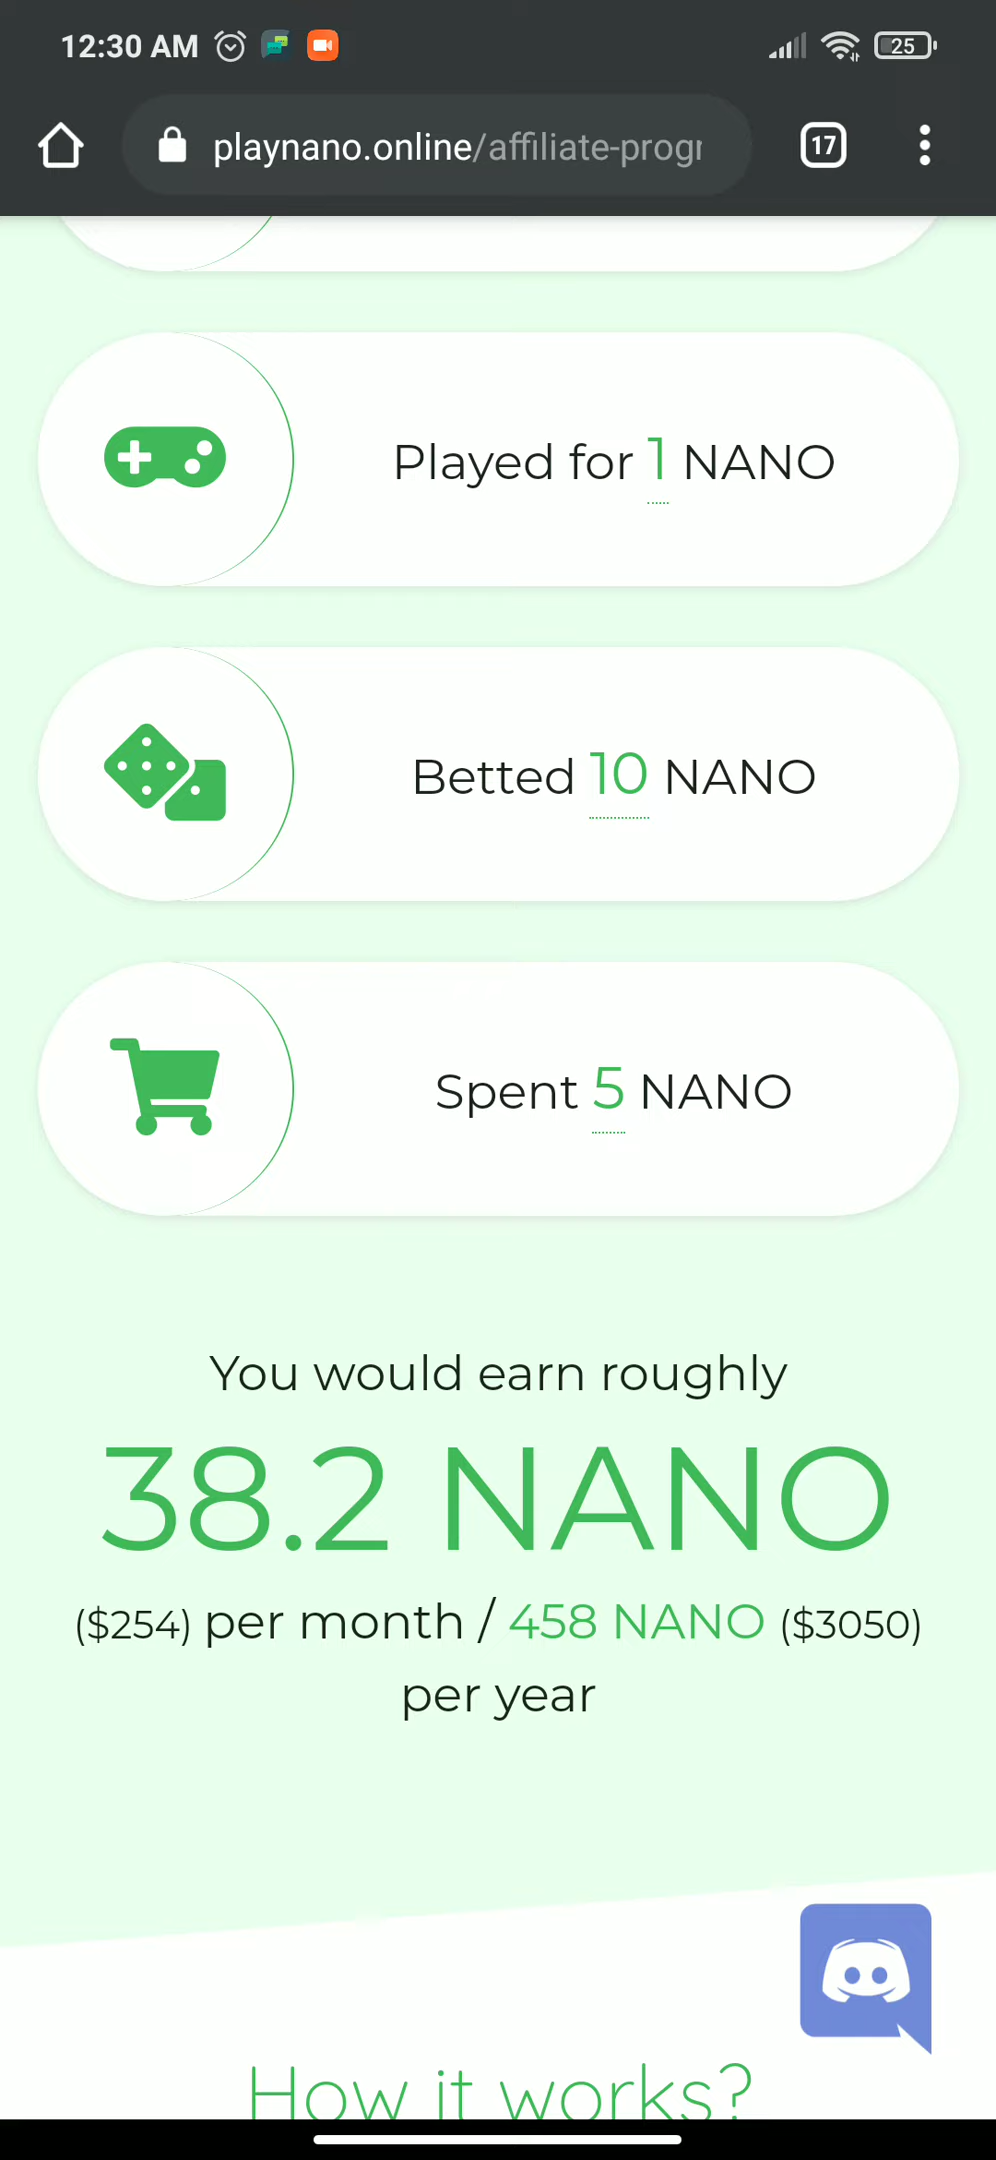 12:30 AM
25
playnano.online/affiliate-progr
17
Played for 1 NANO
Betted 10 NANO
Spent 5 NANO
You would earn roughly
38.2 NANO
($254) per month / 458 NANO ($3050)
per year
How it works?